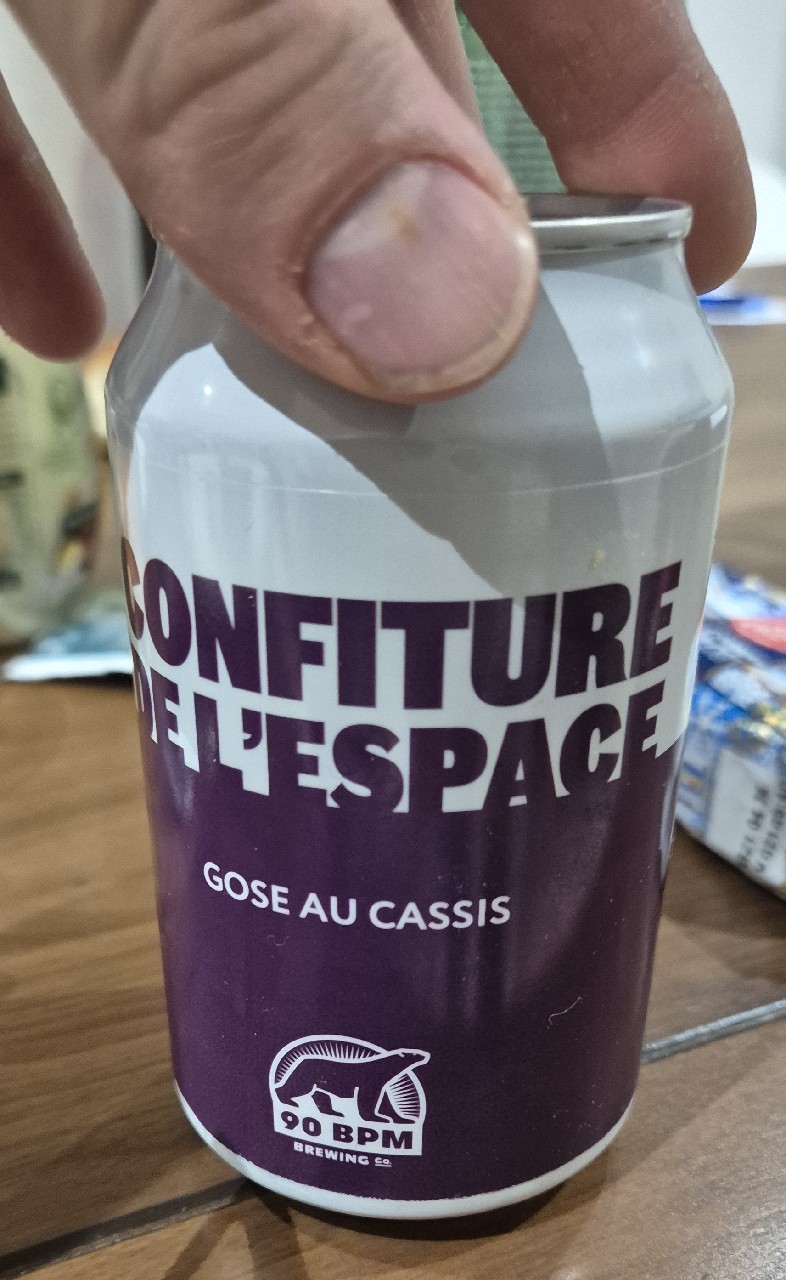 CONFITURE
DE L'ESPACE
GOSE AU CASSIS
90 BPM
BREWING Co.